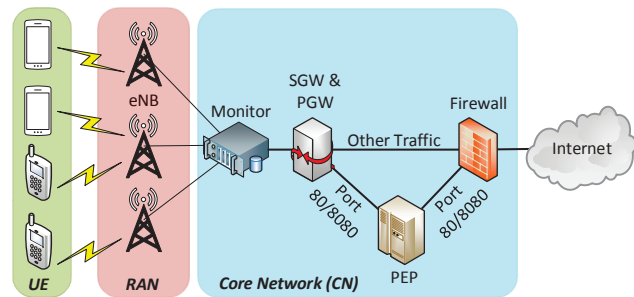 SGW &
PGW
Firewall
eNB
Monitor
Other Traffic
Internet
Port
80/8080
Port
80/8080
PEP
UE
RAN
Core Network (CN)